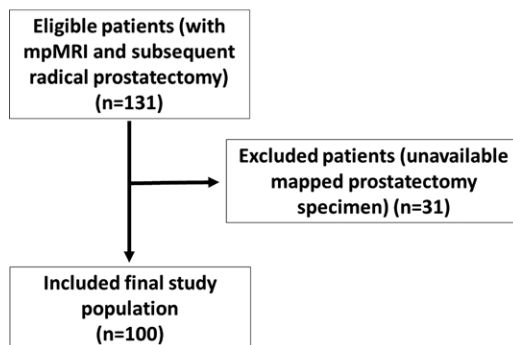 Eligible patients (with
mpMRI and subsequent
radical prostatectomy)
(n=131)
Excluded patients (unavailable
mapped prostatectomy
specimen) (n=31)
Included final study
population
(n=100)